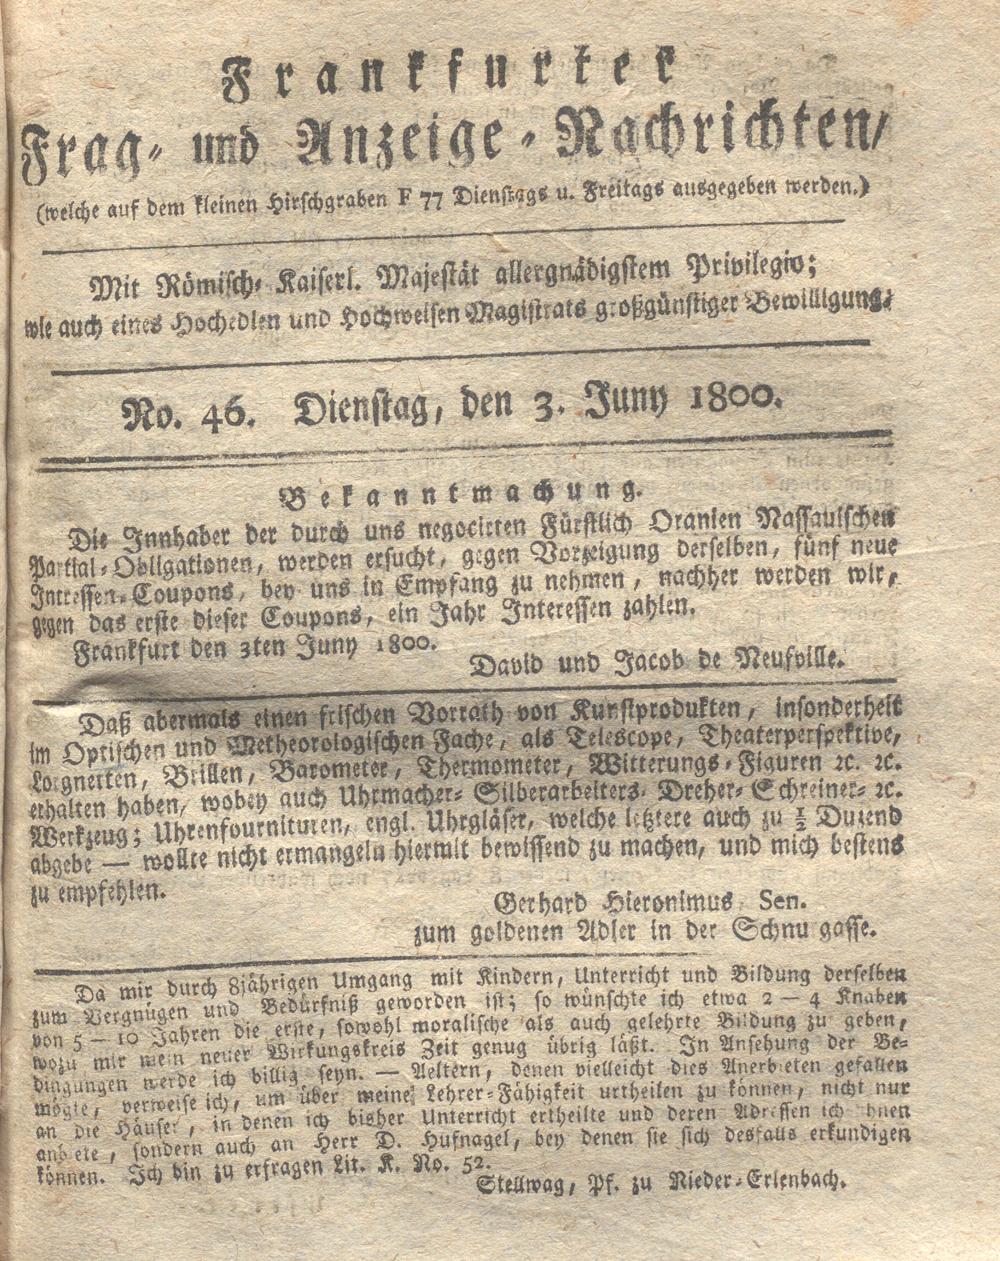 Frankfurter
Frag- und Anzeige-Nachrichten/
(welche auf dem kleinen Hirschgraben F 77 Dienstags u. Freitags ausgegeben werden.)
Mit Römisch-Kaiserl. Majestät allergnädigstem Privilegio;
wie auch eines Hochedlen und Hochweisen Magistrats großgünstiger Bewilligung.
No. 46. Dienstag, den 3. Juny 1800.
Bekanntmachung.
Die Innhaber der durch uns negocirten Fürstlich Oranien Nassauischen
Partial-Obligationen, werden ersucht, gegen Vorzeigung derselben, fünf neue
Intressen-Coupons, bey uns in Empfang zu nehmen, nachher werden wir,
gegen das erste dieser Coupons, ein Jahr Interessen zahlen.
Frankfurt den 3ten Juny 1800.
David und Jacob de Neufville.
Daß abermals einen frischen Vorrath von Kunstprodukten, insonderheit
im Optischen und Metheorologischen Fache, als Telescope, Theaterperspektive,
Lorgnetten, Brillen, Barometer, Thermometer, Witterungs-Figuren ꝛc. ꝛc.
erhalten haben, wobey auch Uhrmacher- Silberarbeiters- Dreher- Schreiner- ꝛc.
Werkzeug; Uhrenfournituren, engl. Uhrgläser, welche letztere auch zu ½ Duzend
abgebe — wollte nicht ermangeln hiermit bewissend zu machen, und mich bestens
zu empfehlen.
Gerhard Hieronimus Sen.
zum goldenen Adler in der Schnu gasse.
Da mir durch 8jährigen Umgang mit Kindern, Unterricht und Bildung derselben
zum Vergnügen und Bedürfniß geworden ist; so wünschte ich etwa 2 — 4 Knaben
von 5 — 10 Jahren die erste, sowohl moralische als auch gelehrte Bildung zu geben,
wozu mir mein neuer Wirkungskreis Zeit genug übrig läßt. In Ansehung der Be-
dingungen werde ich billig seyn. — Aeltern, denen vielleicht dies Anerbieten gefallen
mögte, verweise ich, um über meine Lehrer-Fähigkeit urtheilen zu können, nicht nur
an die Häuser, in denen ich bisher Unterricht ertheilte und deren Adressen ich ihnen
anbiete, sondern auch an Herr D. Hufnagel, bey denen sie sich desfalls erkundigen
können. Ich bin zu erfragen Lit. K. No. 52.
Stellwag, Pf. zu Nieder-Erlenbach.